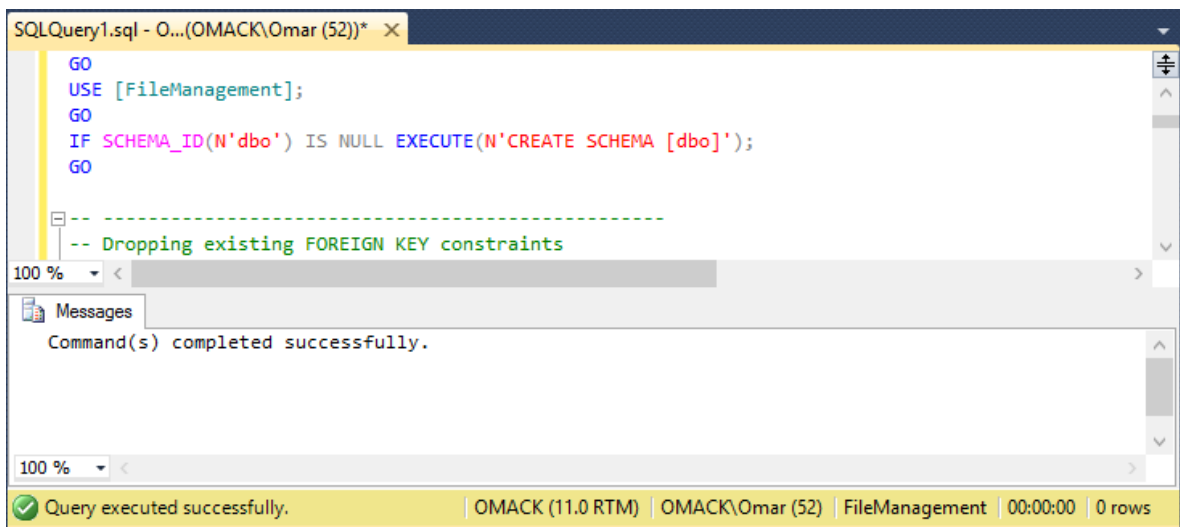 SQLQuery1.sql - O...(OMACK\Omar (52))*
GO
USE [FileManagement];
GO
IF SCHEMA_ID(N'dbo') IS NULL EXECUTE(N'CREATE SCHEMA [dbo]');
GO
-- --------------------------------------------------
-- Dropping existing FOREIGN KEY constraints
100 %
Messages
Command(s) completed successfully.
100 %
Query executed successfully. OMACK (11.0 RTM) OMACK\Omar (52) FileManagement 00:00:00 0 rows